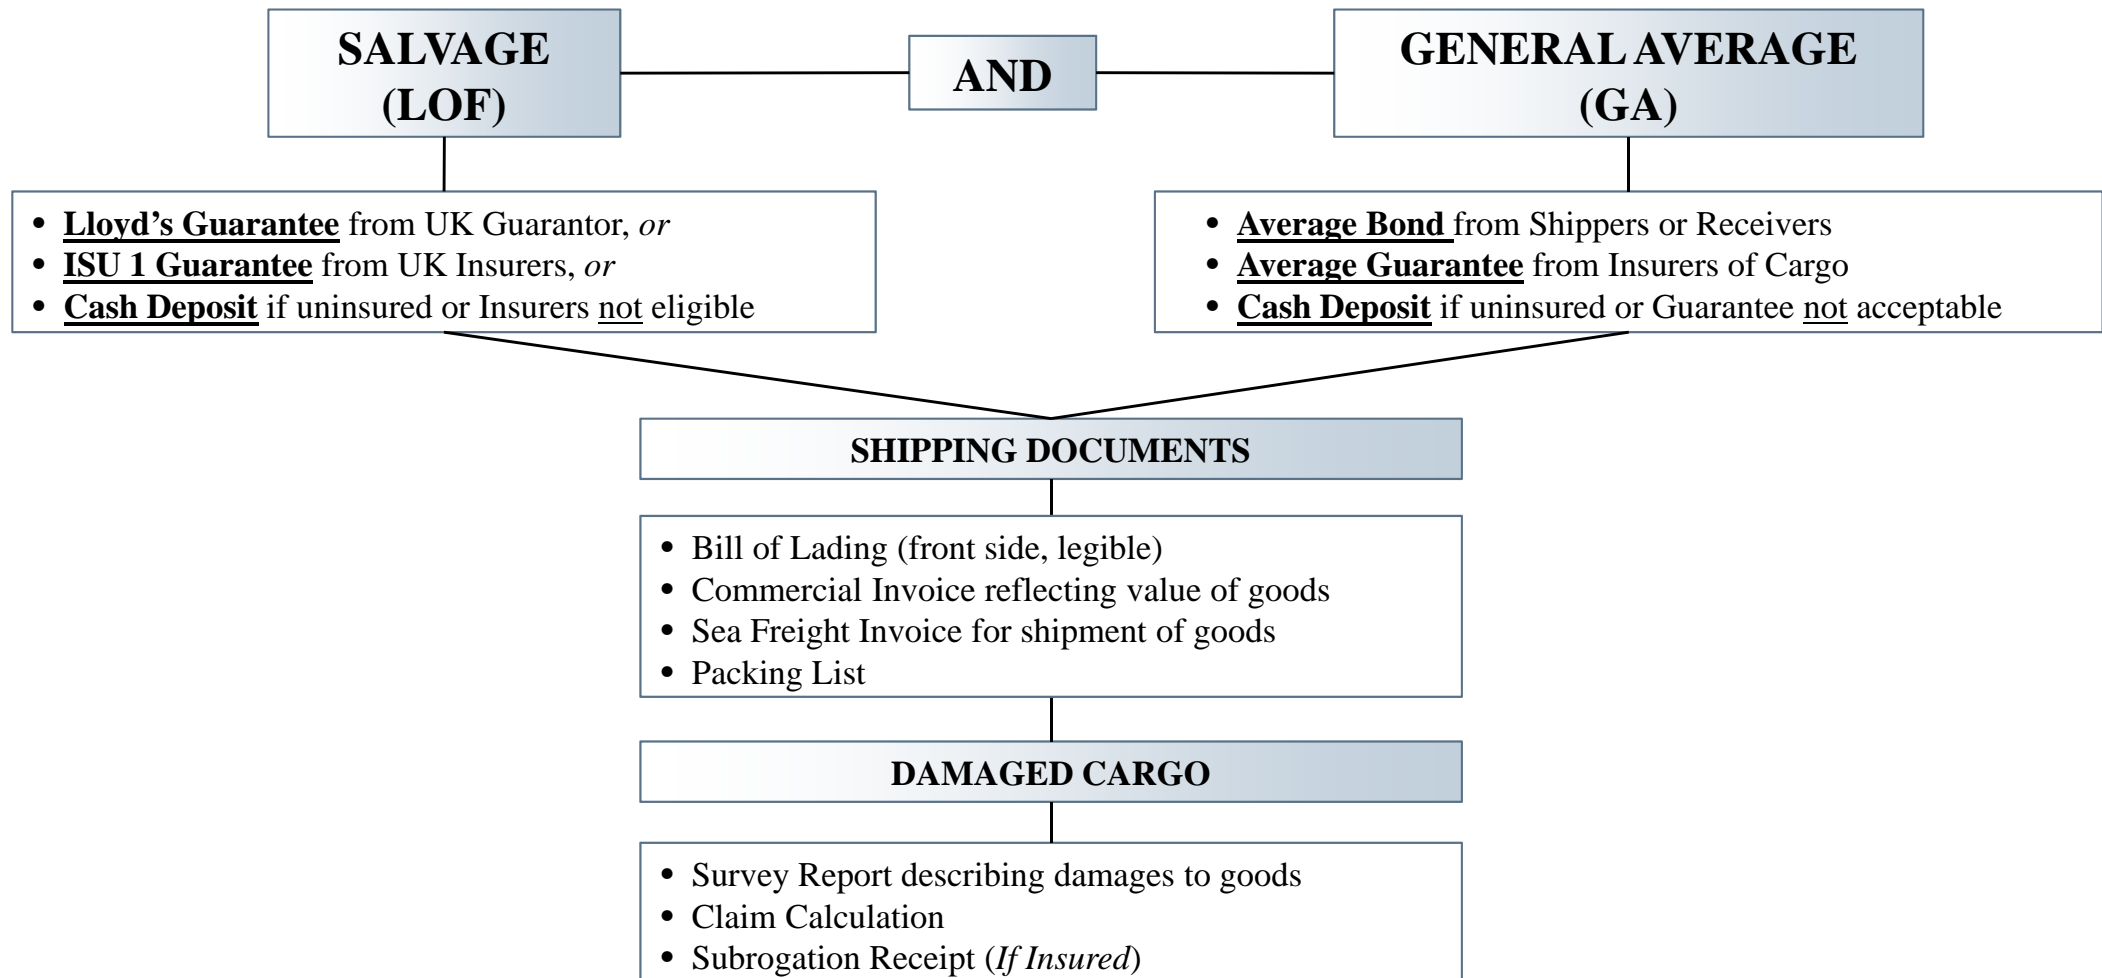 SALVAGE
(LOF)
AND
GENERAL AVERAGE
(GA)
• Lloyd’s Guarantee from UK Guarantor, or
• ISU 1 Guarantee from UK Insurers, or
• Cash Deposit if uninsured or Insurers not eligible
• Average Bond from Shippers or Receivers
• Average Guarantee from Insurers of Cargo
• Cash Deposit if uninsured or Guarantee not acceptable
SHIPPING DOCUMENTS
• Bill of Lading (front side, legible)
• Commercial Invoice reflecting value of goods
• Sea Freight Invoice for shipment of goods
• Packing List
DAMAGED CARGO
• Survey Report describing damages to goods
• Claim Calculation
• Subrogation Receipt (If Insured)